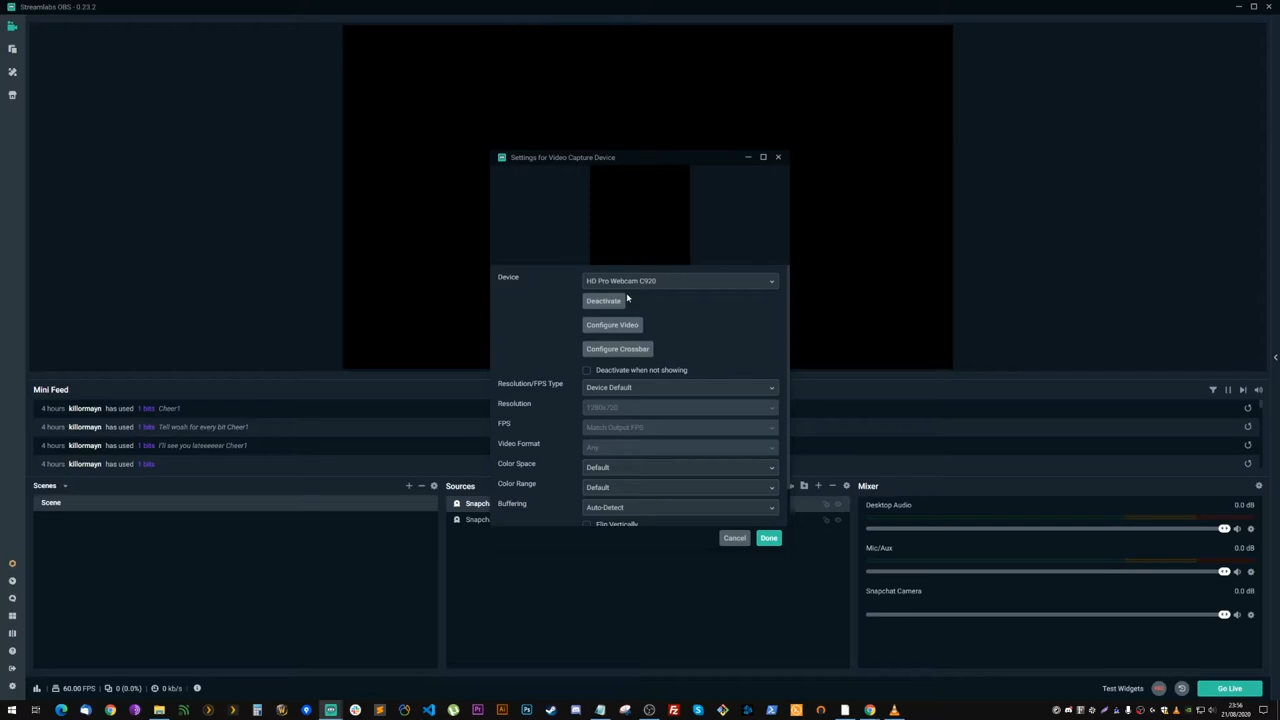 Streamlabs OBS - 0.23.2
Settings for Video Capture Device
Device
HD Pro Webcam C920
Deactivate
Configure Video
Configure Crossbar
Deactivate when not showing
Resolution/FPS Type
Device Default
Resolution
1280x720
FPS
Match Output FPS
Video Format
Any
Color Space
Default
Color Range
Default
Buffering
Auto-Detect
Flip Vertically
Cancel
Done
Mini Feed
4 hours killormayn has used 1 bits Cheer1
4 hours killormayn has used 1 bits Tell woah for every bit Cheer1
4 hours killormayn has used 1 bits I'll see you lateeeeeer Cheer1
4 hours killormayn has used 1 bits
Scenes
Scene
Sources
Snapch
Snapch
Mixer
Desktop Audio 0.0 dB
Mic/Aux 0.0 dB
Snapchat Camera 0.0 dB
60.00 FPS 0 (0.0%) 0 kb/s
Test Widgets
REC
Go Live
23:56
21/08/2020